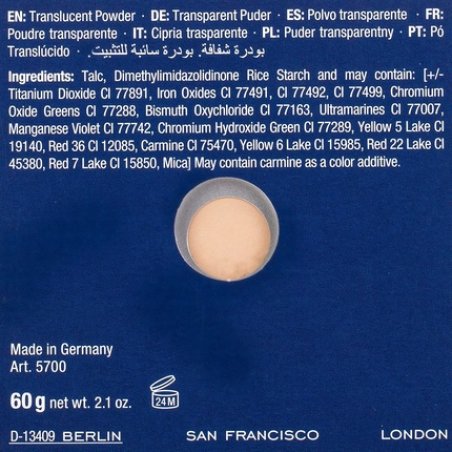 EN: Translucent Powder • DE: Transparent Puder • ES: Polvo transparente • FR:
Poudre transparente • IT: Cipria trasparente • PL: Puder transparentny • PT: Pó
Translúcido • بودرة شفافة. بودرة سائبة للتثبيت.
Ingredients: Talc, Dimethylimidazolidinone Rice Starch and may contain: [+/-
Titanium Dioxide CI 77891, Iron Oxides CI 77491, CI 77492, CI 77499, Chromium
Oxide Greens CI 77288, Bismuth Oxychloride CI 77163, Ultramarines CI 77007,
Manganese Violet CI 77742, Chromium Hydroxide Green CI 77289, Yellow 5 Lake CI
19140, Red 36 CI 12085, Carmine CI 75470, Yellow 6 Lake CI 15985, Red 22 Lake CI
45380, Red 7 Lake CI 15850, Mica] May contain carmine as a color additive.
Made in Germany
Art. 5700
60 g net wt. 2.1 oz. 24 M
D-13409 BERLIN SAN FRANCISCO LONDON